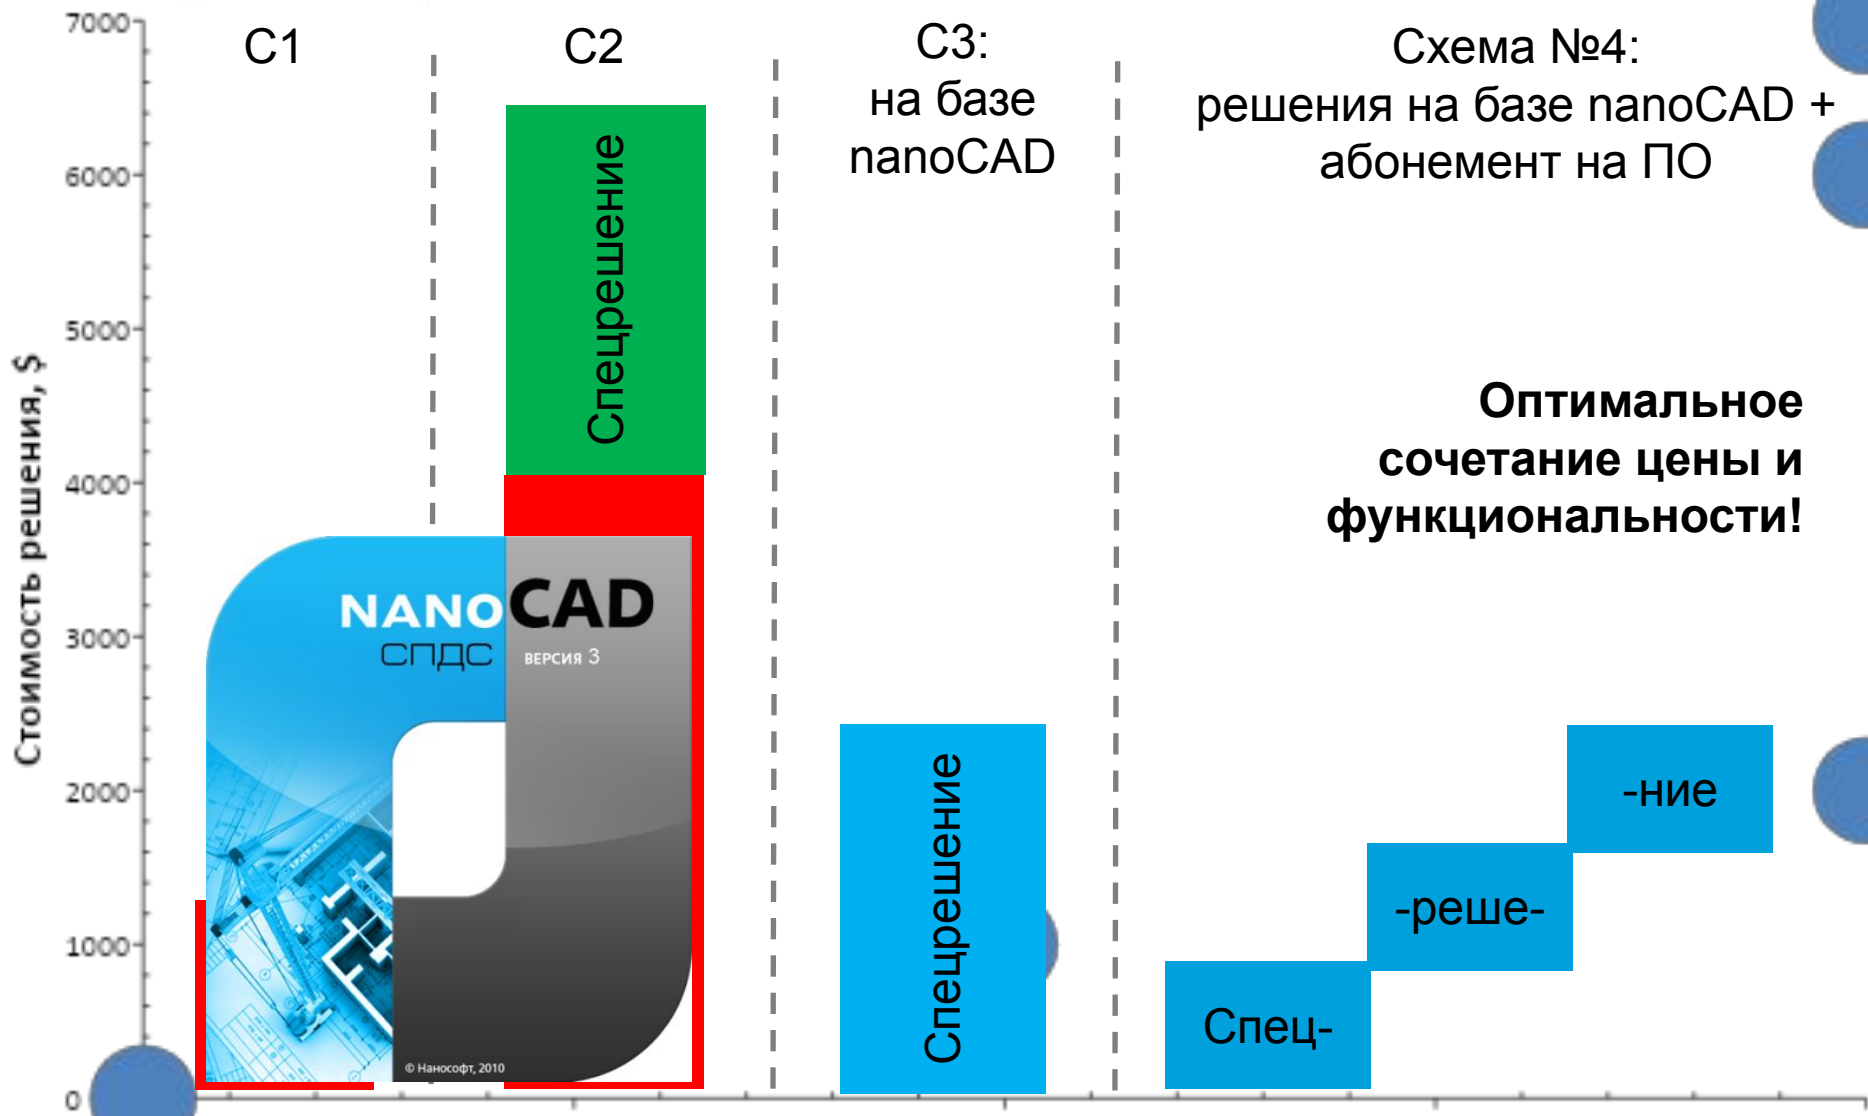 С1
С2
С3:
на базе
nanoCAD
Схема №4:
решения на базе nanoCAD +
абонемент на ПО
7000
6000
5000
4000
3000
2000
1000
0
Стоимость решения, $
Спецрешение
Оптимальное
сочетание цены и
функциональности!
NANOCAD
СПДС
ВЕРСИЯ 3
© Нанософт, 2010
Спецрешение
Спец-
-реше-
-ние